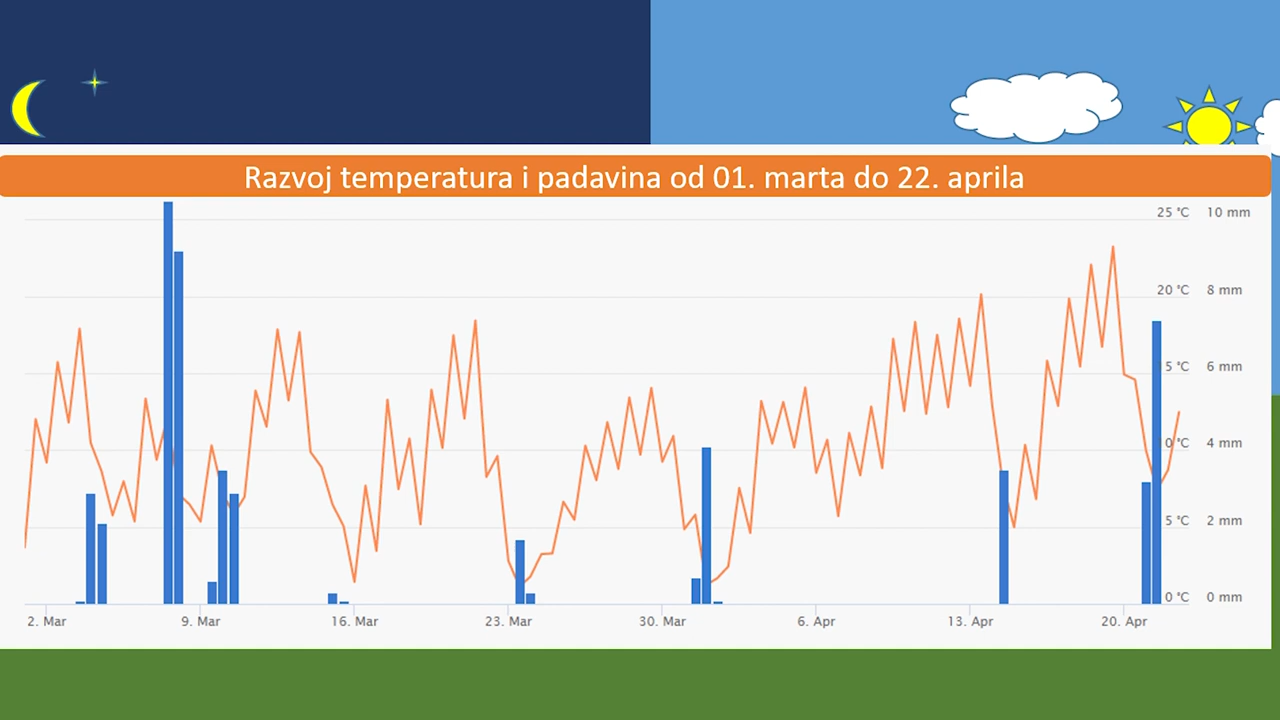 Razvoj temperatura i padavina od 01. marta do 22. aprila
25 °C 10 mm
20 °C 8 mm
5 °C 6 mm
0 °C 4 mm
5 °C 2 mm
0 °C 0 mm
2. Mar 9. Mar 16. Mar 23. Mar 30. Mar 6. Apr 13. Apr 20. Apr